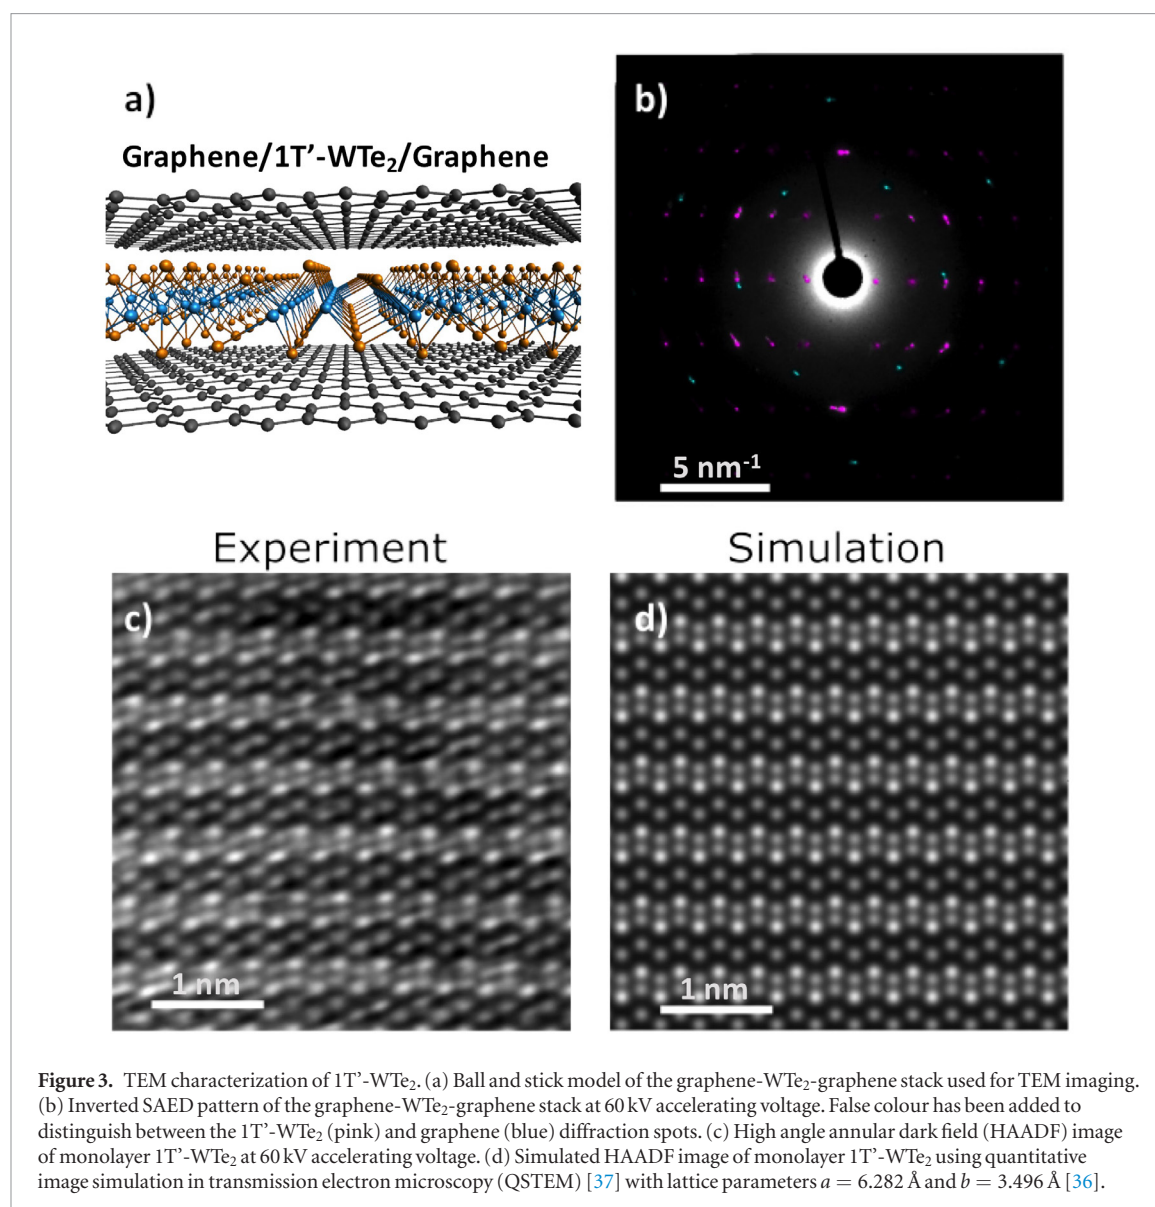 a)
Graphene/1T’-WTe₂/Graphene
b)
5 nm⁻¹
Experiment
Simulation
c)
1 nm
d)
1 nm
Figure 3. TEM characterization of 1T’-WTe₂. (a) Ball and stick model of the graphene-WTe₂-graphene stack used for TEM imaging.
(b) Inverted SAED pattern of the graphene-WTe₂-graphene stack at 60 kV accelerating voltage. False colour has been added to
distinguish between the 1T’-WTe₂ (pink) and graphene (blue) diffraction spots. (c) High angle annular dark field (HAADF) image
of monolayer 1T’-WTe₂ at 60 kV accelerating voltage. (d) Simulated HAADF image of monolayer 1T’-WTe₂ using quantitative
image simulation in transmission electron microscopy (QSTEM) [37] with lattice parameters a = 6.282 Å and b = 3.496 Å [36].